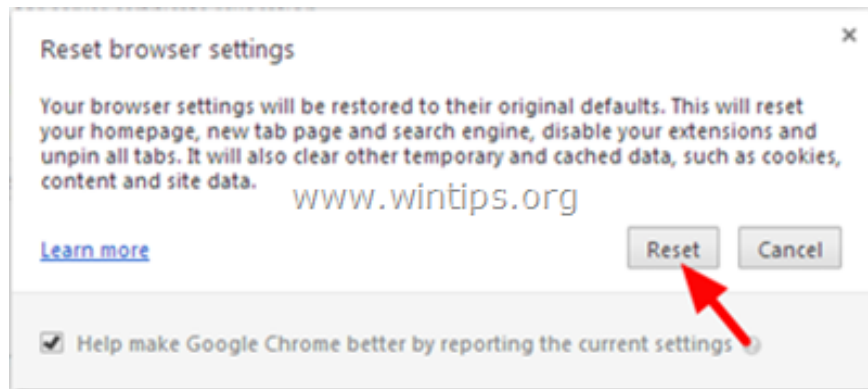 Reset browser settings
Your browser settings will be restored to their original defaults. This will reset
your homepage, new tab page and search engine, disable your extensions and
unpin all tabs. It will also clear other temporary and cached data, such as cookies,
content and site data.
www.wintips.org
Learn more
Reset Cancel
Help make Google Chrome better by reporting the current settings